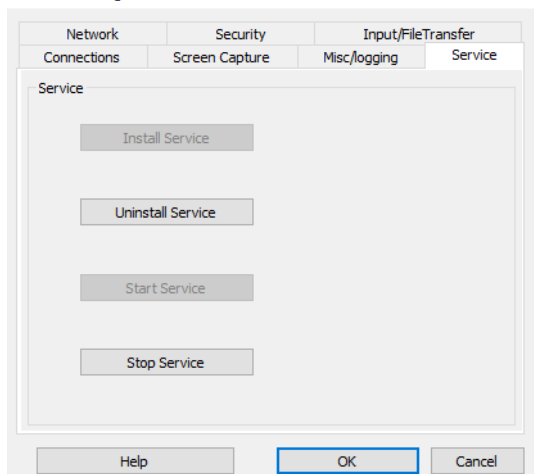 Network Security Input/FileTransfer
Connections Screen Capture Misc/logging Service
Service
Install Service
Uninstall Service
Start Service
Stop Service
Help OK Cancel